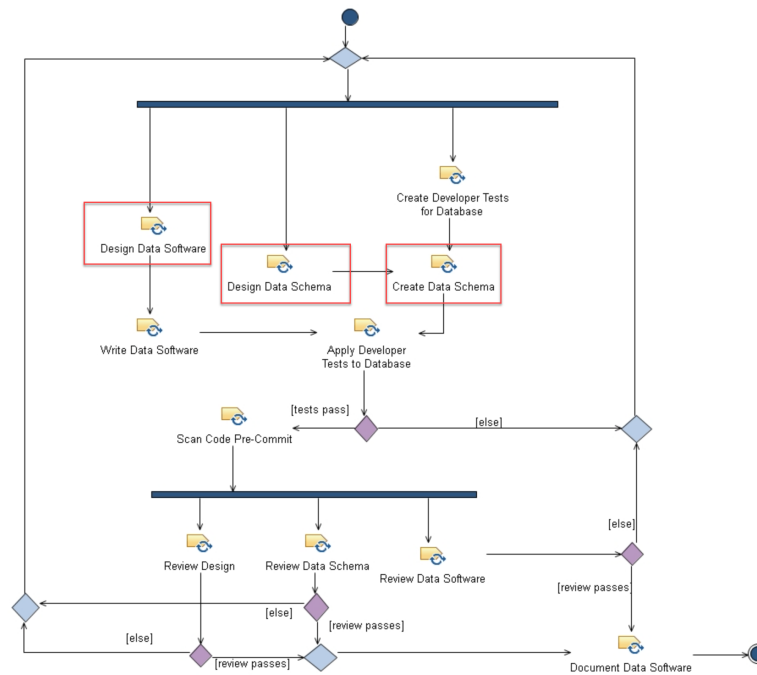 Create Developer Tests
for Database
Design Data Software
Design Data Schema
Create Data Schema
Write Data Software
Apply Developer
Tests to Database
[tests pass]
[else]
Scan Code Pre-Commit
[else]
Review Design
Review Data Schema
Review Data Software
[review passes]
[else]
[review passes]
[else]
[review passes]
Document Data Software